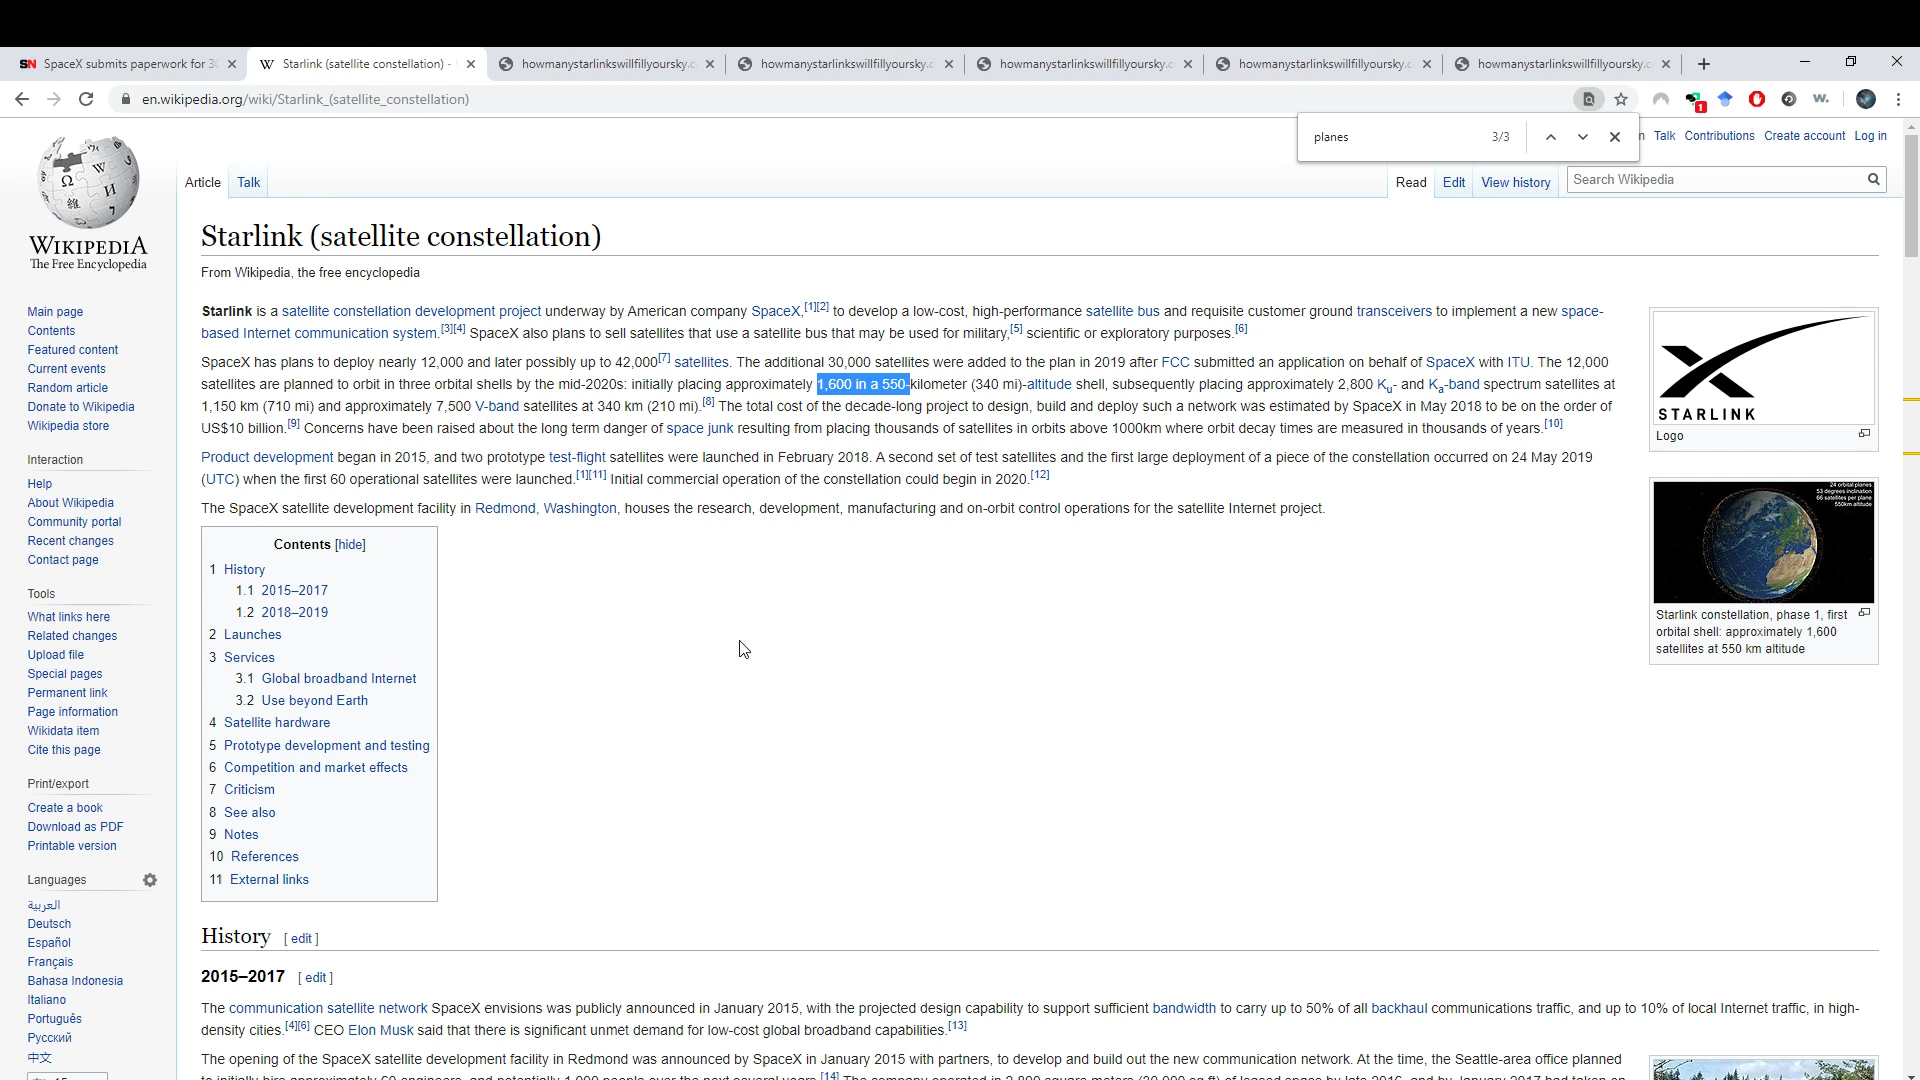 SN SpaceX submits paperwork for 30
W Starlink (satellite constellation) -
howmanystarlinkswillfillyoursky.c
howmanystarlinkswillfillyoursky.c
howmanystarlinkswillfillyoursky.c
howmanystarlinkswillfillyoursky.c
howmanystarlinkswillfillyoursky.c
en.wikipedia.org/wiki/Starlink_(satellite_constellation)
1
w.
planes 3/3
Talk Contributions Create account Log in
WIKIPEDIA
The Free Encyclopedia
Article Talk
Read Edit View history Search Wikipedia
Main page
Contents
Featured content
Current events
Random article
Donate to Wikipedia
Wikipedia store
Interaction
Help
About Wikipedia
Community portal
Recent changes
Contact page
Tools
What links here
Related changes
Upload file
Special pages
Permanent link
Page information
Wikidata item
Cite this page
Print/export
Create a book
Download as PDF
Printable version
Languages
العربية
Deutsch
Español
Français
Bahasa Indonesia
Italiano
Português
Русский
中文
Starlink (satellite constellation)
From Wikipedia, the free encyclopedia
Starlink is a satellite constellation development project underway by American company SpaceX,[1][2] to develop a low-cost, high-performance satellite bus and requisite customer ground transceivers to implement a new space-
based Internet communication system.[3][4] SpaceX also plans to sell satellites that use a satellite bus that may be used for military,[5] scientific or exploratory purposes.[6]
SpaceX has plans to deploy nearly 12,000 and later possibly up to 42,000[7] satellites. The additional 30,000 satellites were added to the plan in 2019 after FCC submitted an application on behalf of SpaceX with ITU. The 12,000
satellites are planned to orbit in three orbital shells by the mid-2020s: initially placing approximately 1,600 in a 550-kilometer (340 mi)-altitude shell, subsequently placing approximately 2,800 Ku- and Ka-band spectrum satellites at
1,150 km (710 mi) and approximately 7,500 V-band satellites at 340 km (210 mi).[8] The total cost of the decade-long project to design, build and deploy such a network was estimated by SpaceX in May 2018 to be on the order of
US$10 billion.[9] Concerns have been raised about the long term danger of space junk resulting from placing thousands of satellites in orbits above 1000km where orbit decay times are measured in thousands of years.[10]
Product development began in 2015, and two prototype test-flight satellites were launched in February 2018. A second set of test satellites and the first large deployment of a piece of the constellation occurred on 24 May 2019
(UTC) when the first 60 operational satellites were launched.[1][11] Initial commercial operation of the constellation could begin in 2020.[12]
The SpaceX satellite development facility in Redmond, Washington, houses the research, development, manufacturing and on-orbit control operations for the satellite Internet project.
STARLINK
Logo
24 orbital planes
53 degrees inclination
66 satellites per plane
550km altitude
Starlink constellation, phase 1, first
orbital shell: approximately 1,600
satellites at 550 km altitude
Contents [hide]
1 History
1.1 2015–2017
1.2 2018–2019
2 Launches
3 Services
3.1 Global broadband Internet
3.2 Use beyond Earth
4 Satellite hardware
5 Prototype development and testing
6 Competition and market effects
7 Criticism
8 See also
9 Notes
10 References
11 External links
History [ edit ]
2015–2017 [ edit ]
The communication satellite network SpaceX envisions was publicly announced in January 2015, with the projected design capability to support sufficient bandwidth to carry up to 50% of all backhaul communications traffic, and up to 10% of local Internet traffic, in high-
density cities.[4][6] CEO Elon Musk said that there is significant unmet demand for low-cost global broadband capabilities.[13]
The opening of the SpaceX satellite development facility in Redmond was announced by SpaceX in January 2015 with partners, to develop and build out the new communication network. At the time, the Seattle-area office planned